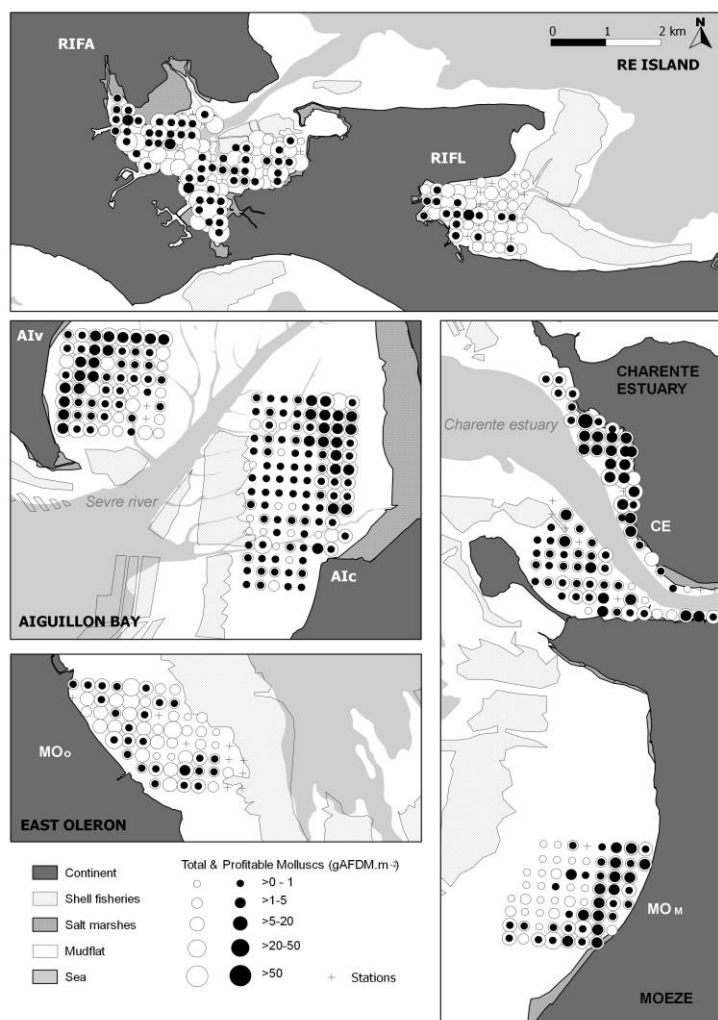 RIFA
0 1 2 km
N
RE ISLAND
RIFL
AIv
Sevre river
AIc
AIGUILLON BAY
CHARENTE
ESTUARY
Charente estuary
CE
MOo
EAST OLERON
MO M
MOEZE
Continent
Shell fisheries
Salt marshes
Mudflat
Sea
Total & Profitable Molluscs (gAFDM.m-2)
>0 - 1
>1-5
>5-20
>20-50
>50
+ Stations